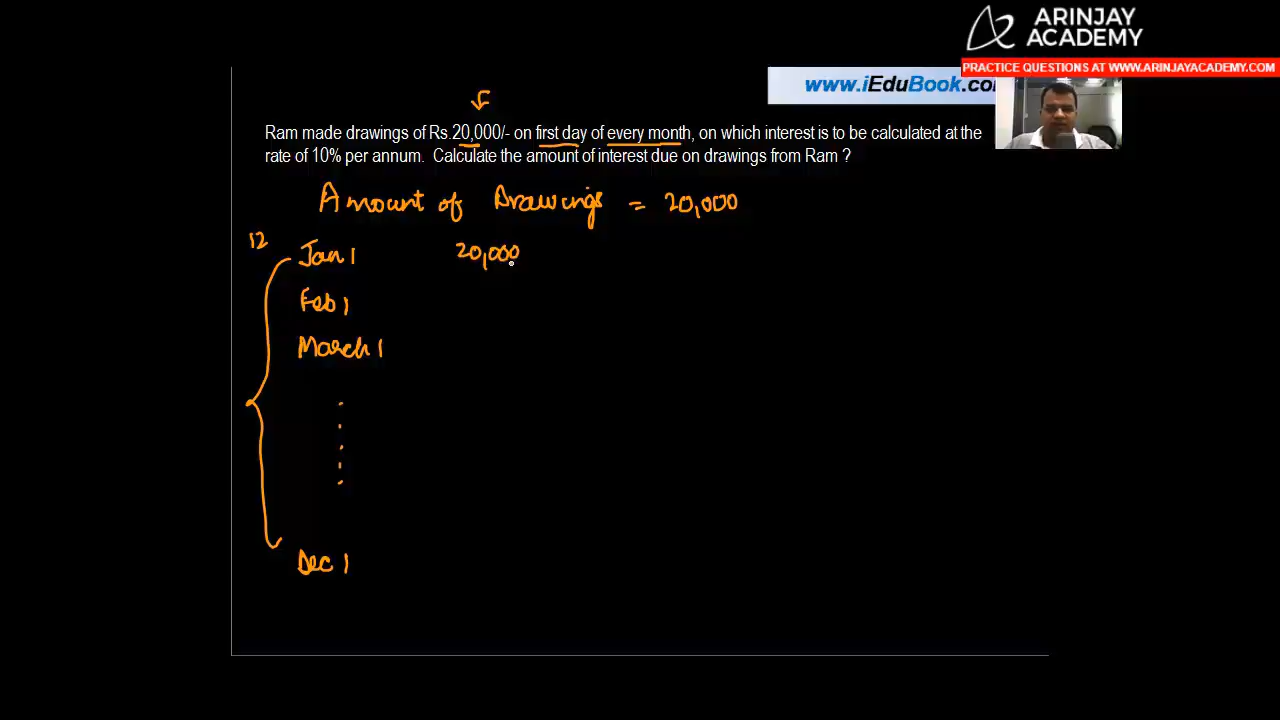 ARINJAY
ACADEMY
PRACTICE QUESTIONS AT WWW.ARINJAYACADEMY.COM
www.iEduBook.co
Ram made drawings of Rs.20,000/- on first day of every month, on which interest is to be calculated at the
rate of 10% per annum. Calculate the amount of interest due on drawings from Ram ?
Amount of Drawings = 20,000
12
Jan 1 20,000
Feb 1
March 1
Dec 1